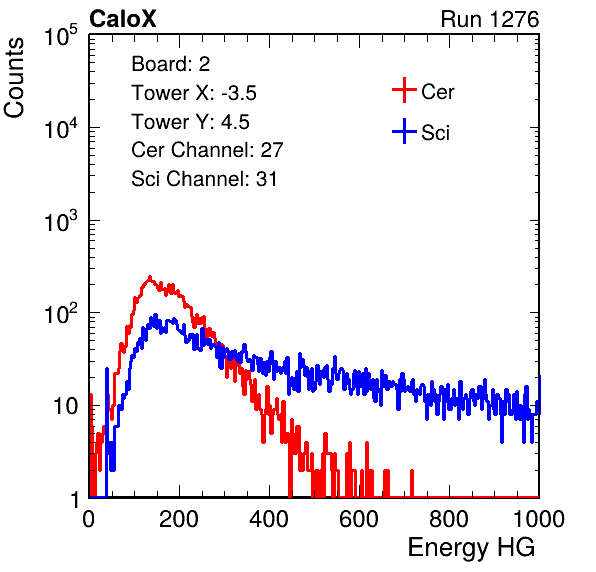 CaloX Run 1276
Counts
10^5
10^4
10^3
10^2
10
1
Board: 2
Tower X: -3.5
Tower Y: 4.5
Cer Channel: 27
Sci Channel: 31
Cer
Sci
0 200 400 600 800 1000
Energy HG